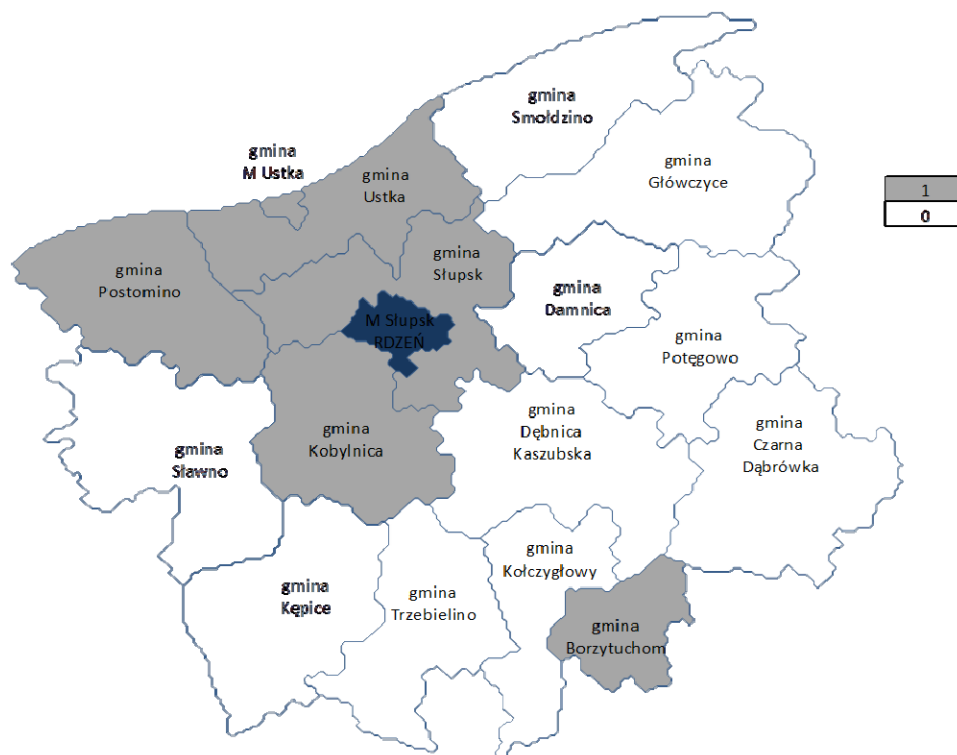 gmina
Smołdzino
gmina
M Ustka
gmina
Ustka
gmina
Główczyce
1
0
gmina
Słupsk
gmina
Postomino
gmina
Damnica
M Słupsk
RDZEŃ
gmina
Potęgowo
gmina
Dębnica
Kaszubska
gmina
Czarna
Dąbrówka
gmina
Kobylnica
gmina
Sławno
gmina
Kołczygłowy
gmina
Kępice
gmina
Trzebielino
gmina
Borzytuchom